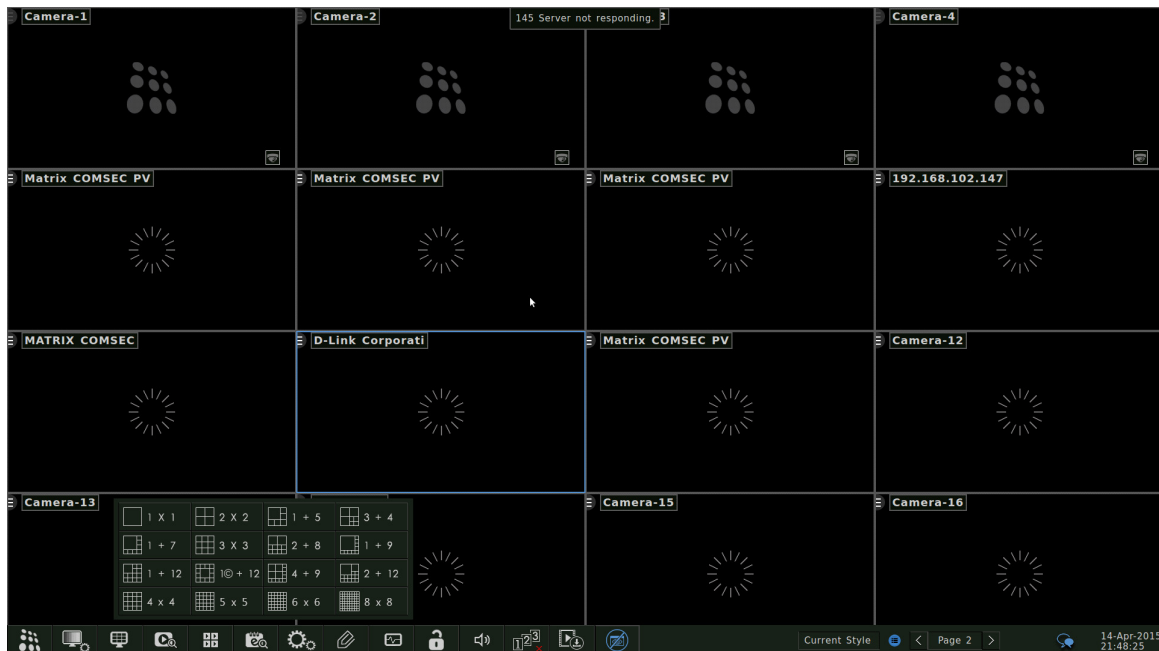 Camera-1
Camera-2
145 Server not responding.
3
Camera-4
Matrix COMSEC PV
Matrix COMSEC PV
Matrix COMSEC PV
192.168.102.147
MATRIX COMSEC
D-Link Corporati
Matrix COMSEC PV
Camera-12
Camera-13
Camera-15
Camera-16
1 X 1
2 X 2
1 + 5
3 + 4
1 + 7
3 X 3
2 + 8
1 + 9
1 + 12
1© + 12
4 + 9
2 + 12
4 x 4
5 x 5
6 x 6
8 x 8
123
Current Style
Page 2
14-Apr-2015
21:48:25